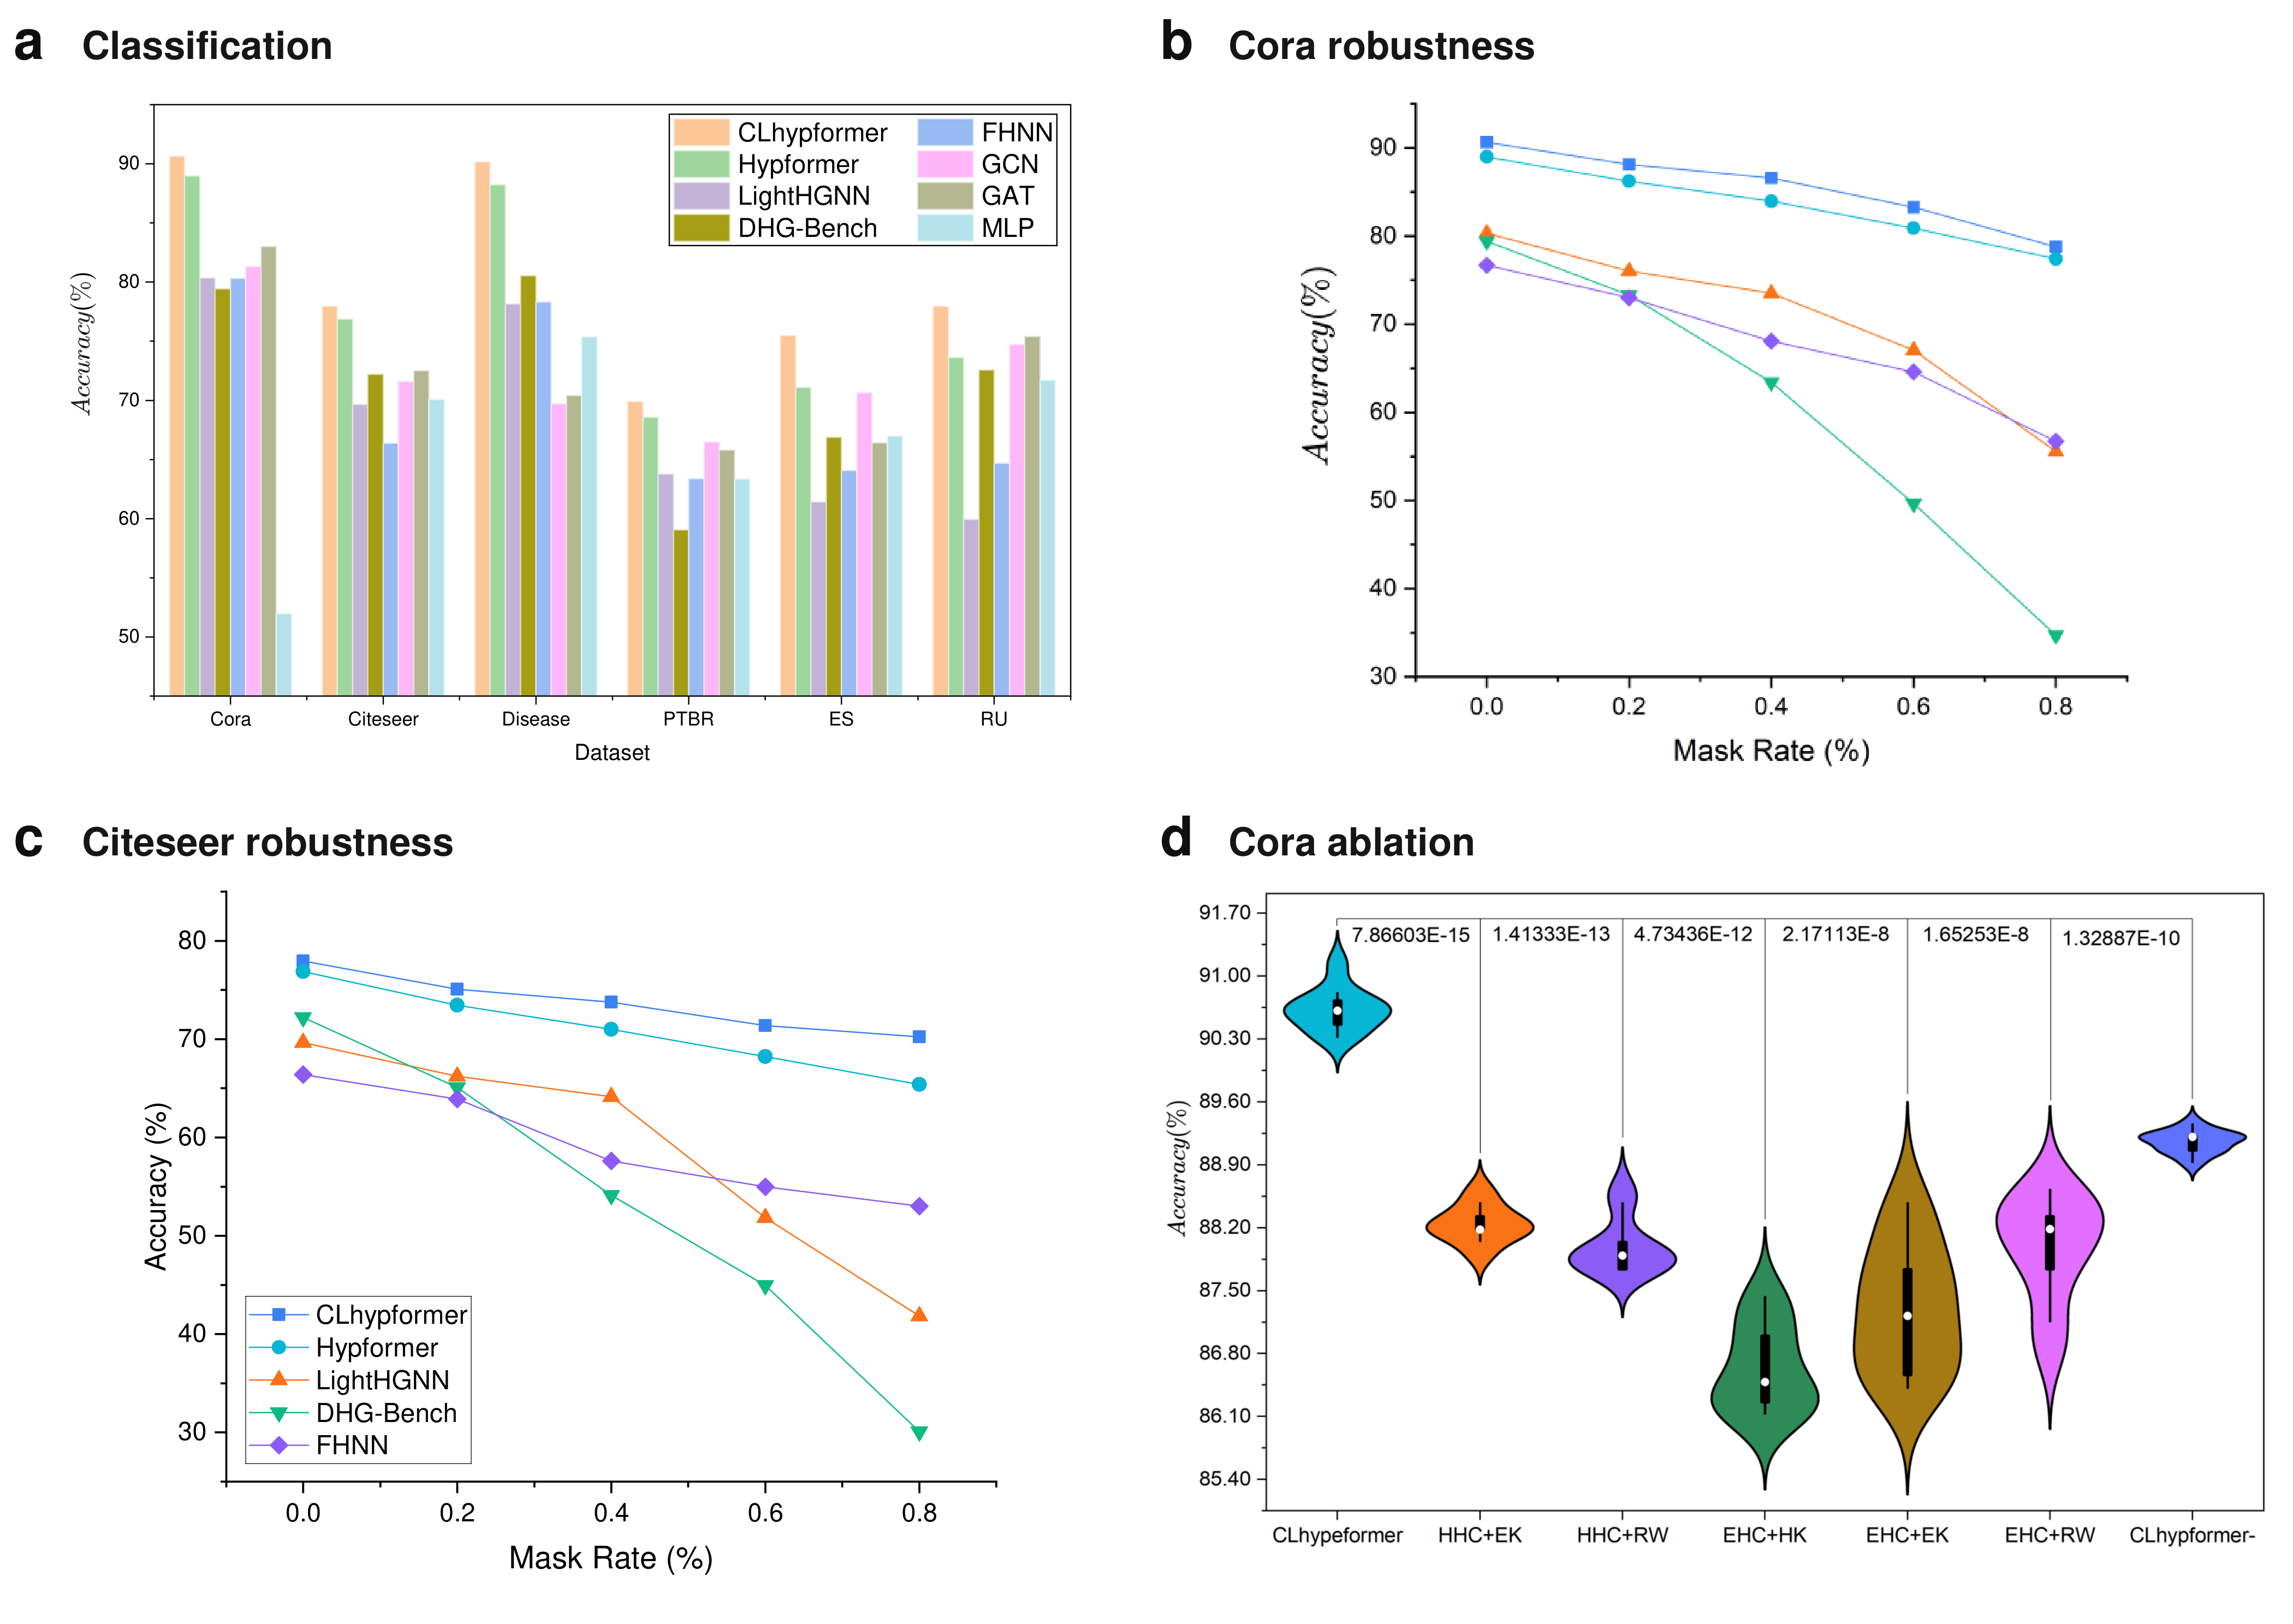 a Classification
Accuracy(%)
90
80
70
60
50
CLhypformer
Hypformer
LightHGNN
DHG-Bench
FHNN
GCN
GAT
MLP
Cora Citeseer Disease PTBR ES RU
Dataset
b Cora robustness
Accuracy(%)
90
80
70
60
50
40
30
0.0 0.2 0.4 0.6 0.8
Mask Rate (%)
c Citeseer robustness
Accuracy (%)
80
70
60
50
40
30
CLhypformer
Hypformer
LightHGNN
DHG-Bench
FHNN
0.0 0.2 0.4 0.6 0.8
Mask Rate (%)
d Cora ablation
Accuracy(%)
91.70
91.00
90.30
89.60
88.90
88.20
87.50
86.80
86.10
85.40
7.86603E-15 1.41333E-13 4.73436E-12 2.17113E-8 1.65253E-8 1.32887E-10
CLhypeformer HHC+EK HHC+RW EHC+HK EHC+EK EHC+RW CLhypformer-